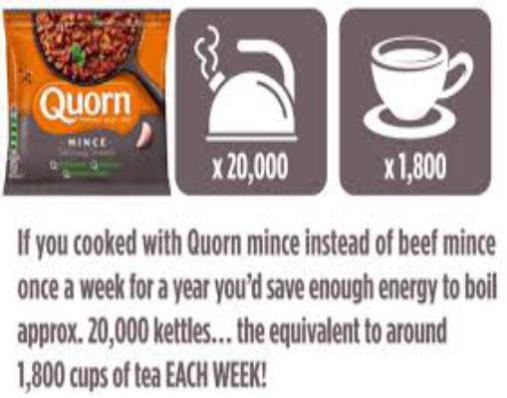 Quorn
MINCE
x 20,000
x 1,800
If you cooked with Quorn mince instead of beef mince
once a week for a year you'd save enough energy to boil
approx. 20,000 kettles... the equivalent to around
1,800 cups of tea EACH WEEK!